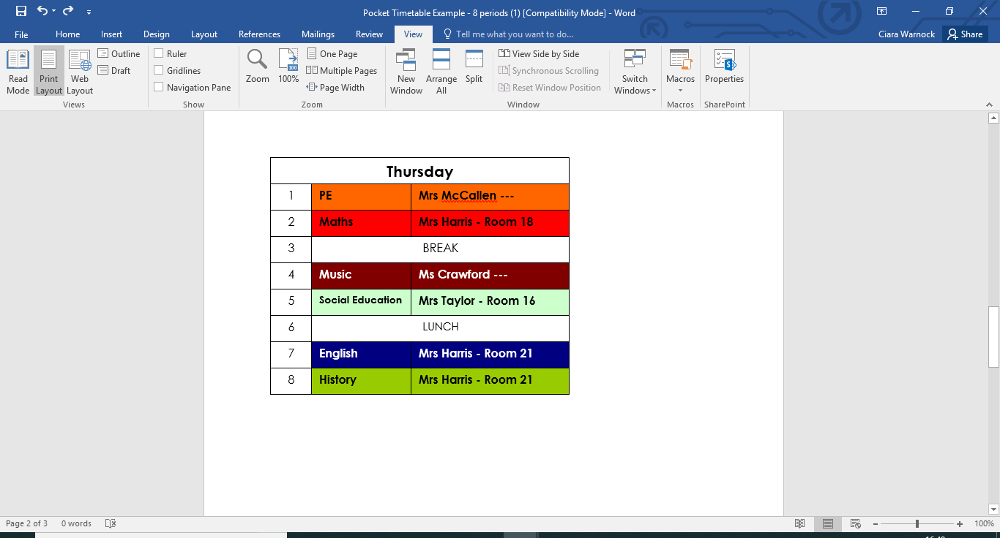 Pocket Timetable Example - 8 periods (1) [Compatibility Mode] - Word
File Home Insert Design Layout References Mailings Review View Tell me what you want to do... Ciara Warnock Share
Read Mode
Print Layout
Web Layout
Outline
Draft
Views
Ruler
Gridlines
Navigation Pane
Show
Zoom
100
100%
One Page
Multiple Pages
Page Width
Zoom
New Window
Arrange All
Split
View Side by Side
Synchronous Scrolling
Reset Window Position
Switch Windows
Window
Macros
Macros
Properties
SharePoint
Thursday
1 PE Mrs McCallen ---
2 Maths Mrs Harris - Room 18
3 BREAK
4 Music Ms Crawford ---
5 Social Education Mrs Taylor - Room 16
6 LUNCH
7 English Mrs Harris - Room 21
8 History Mrs Harris - Room 21
Page 2 of 3 0 words 100%